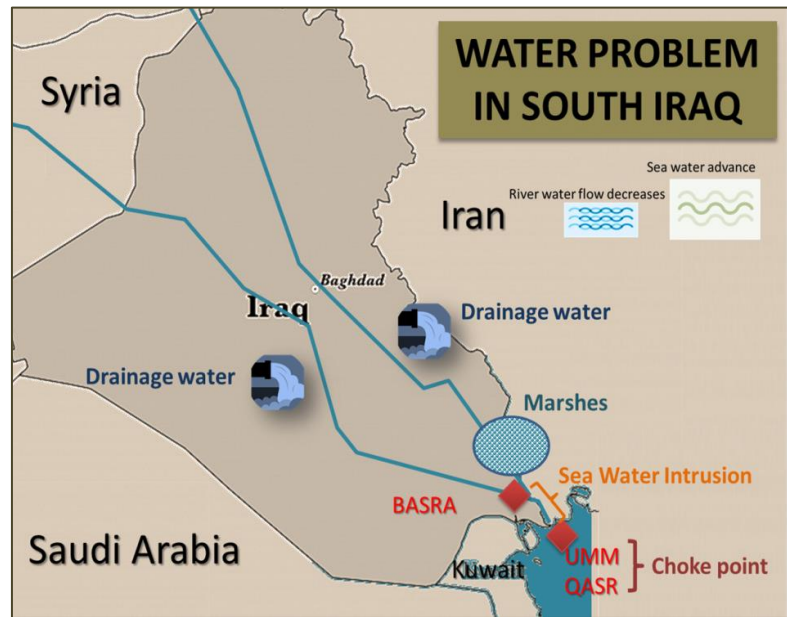 WATER PROBLEM
IN SOUTH IRAQ
Syria
Sea water advance
River water flow decreases
Iran
Baghdad
Iraq
Drainage water
Drainage water
Marshes
Sea Water Intrusion
BASRA
Saudi Arabia
Kuwait
UMM
QASR
Choke point